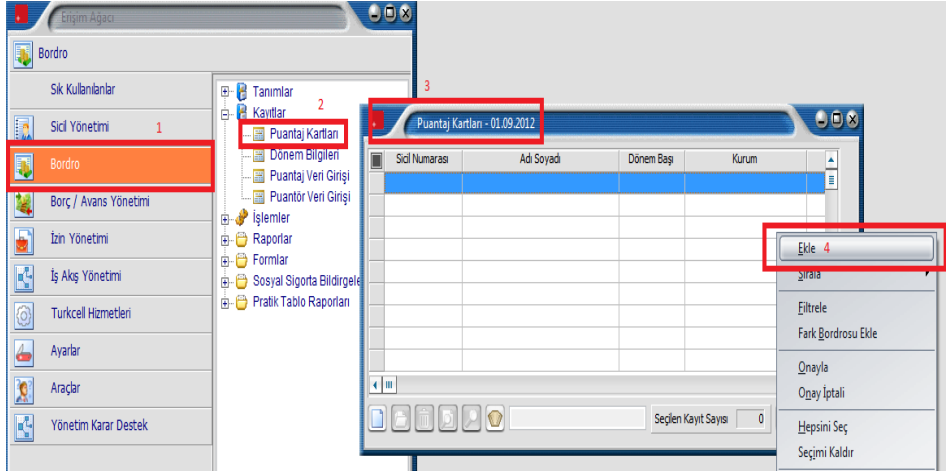 Erişim Ağacı
Bordro
Sık Kullanılanlar
Sicil Yönetimi 1
Bordro
Borç / Avans Yönetimi
İzin Yönetimi
İş Akış Yönetimi
Turkcell Hizmetleri
Ayarlar
Araçlar
Yönetim Karar Destek
Tanımlar
Kayıtlar 2
Puantaj Kartları
Dönem Bilgileri
Puantaj Veri Girişi
Puantör Veri Girişi
İşlemler
Raporlar
Formlar
Sosyal Sigorta Bildirgele
Pratik Tablo Raporları
3
Puantaj Kartları - 01.09.2012
Sicil Numarası Adı Soyadı Dönem Başı Kurum
Seçilen Kayıt Sayısı 0
Ekle 4
Sırala
Filtrele
Fark Bordrosu Ekle
Onayla
Onay İptali
Hepsini Seç
Seçimi Kaldır